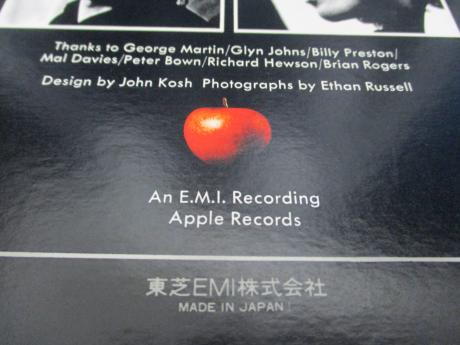 Thanks to George Martin/Glyn Johns/Billy Preston/
Mal Davies/Peter Bown/Richard Hewson/Brian Rogers
Design by John Kosh Photographs by Ethan Russell
An E.M.I. Recording
Apple Records
東芝EMI株式会社
MADE IN JAPAN